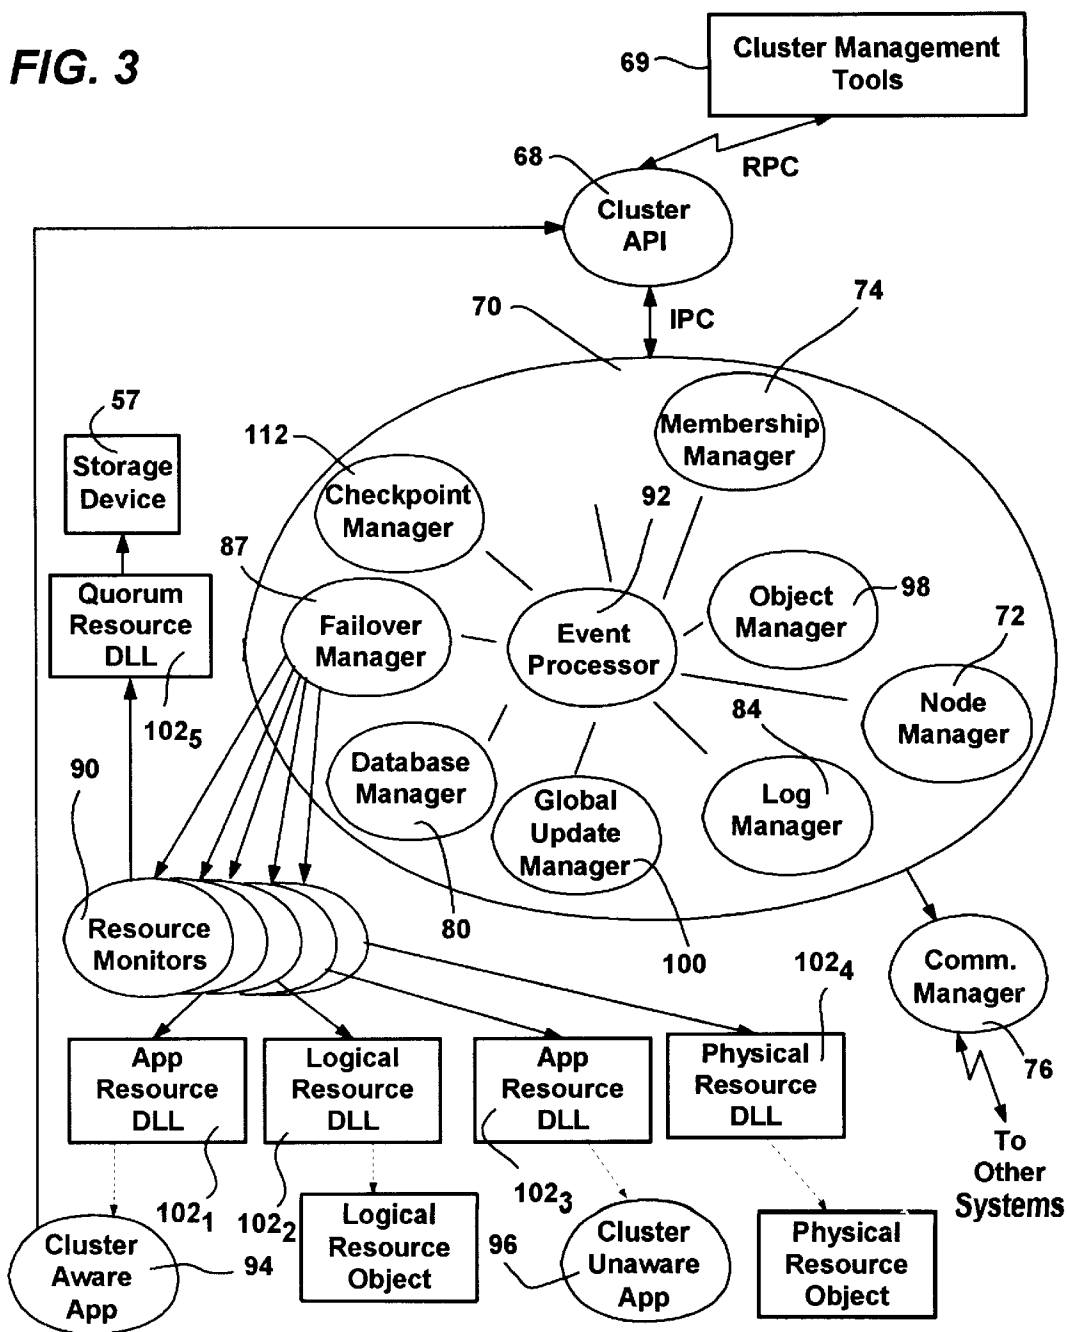 FIG. 3
69
Cluster Management
Tools
RPC
68
Cluster
API
70
IPC
74
57
Storage
Device
112
Checkpoint
Manager
Membership
Manager
92
87
Failover
Manager
Event
Processor
Object
Manager
98
72
Node
Manager
Quorum
Resource
DLL
102₅
90
Database
Manager
80
Global
Update
Manager
100
84
Log
Manager
Resource
Monitors
Comm.
Manager
76
To
Other
Systems
App
Resource
DLL
102₁
Logical
Resource
DLL
102₂
App
Resource
DLL
102₃
Physical
Resource
DLL
102₄
Cluster
Aware
App
94
Logical
Resource
Object
96
Cluster
Unaware
App
Physical
Resource
Object